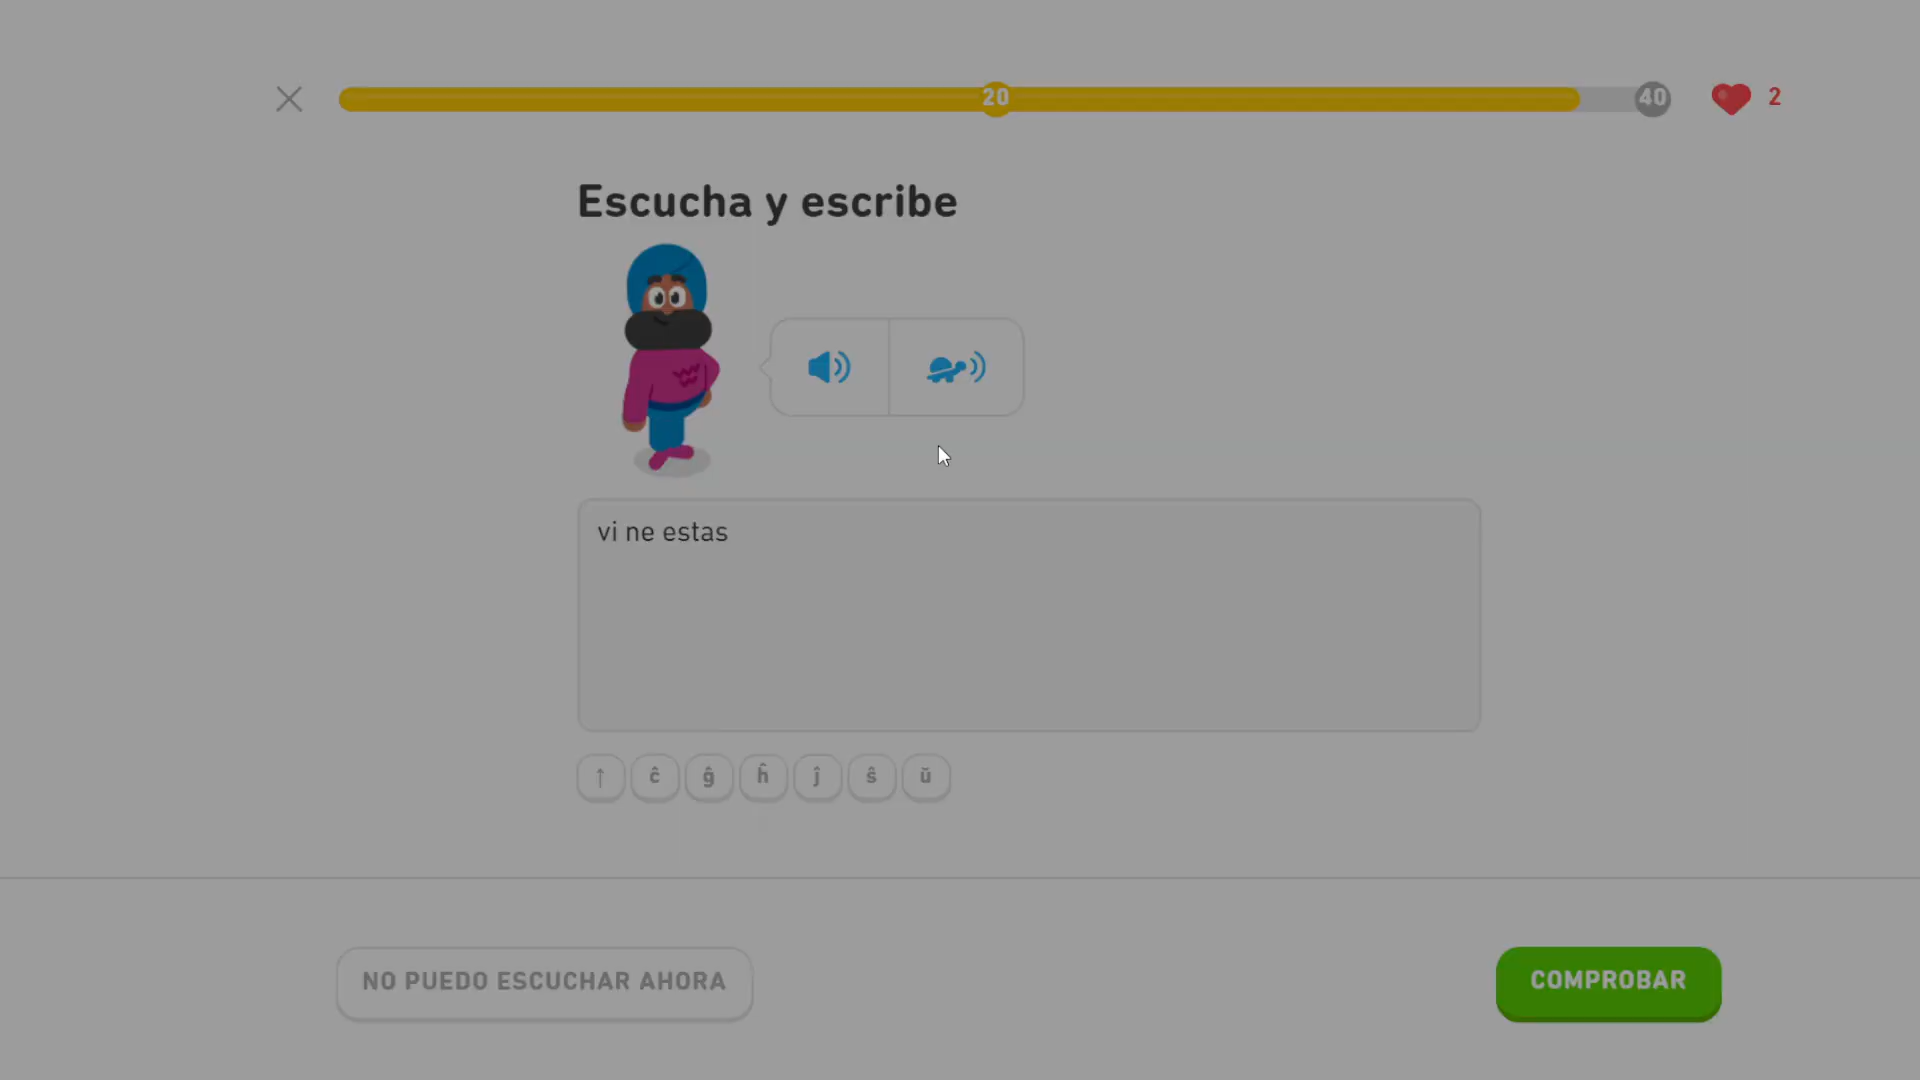 20
40
2
Escucha y escribe
vi ne estas
↑ ĉ ĝ ĥ ĵ ŝ ŭ
NO PUEDO ESCUCHAR AHORA
COMPROBAR